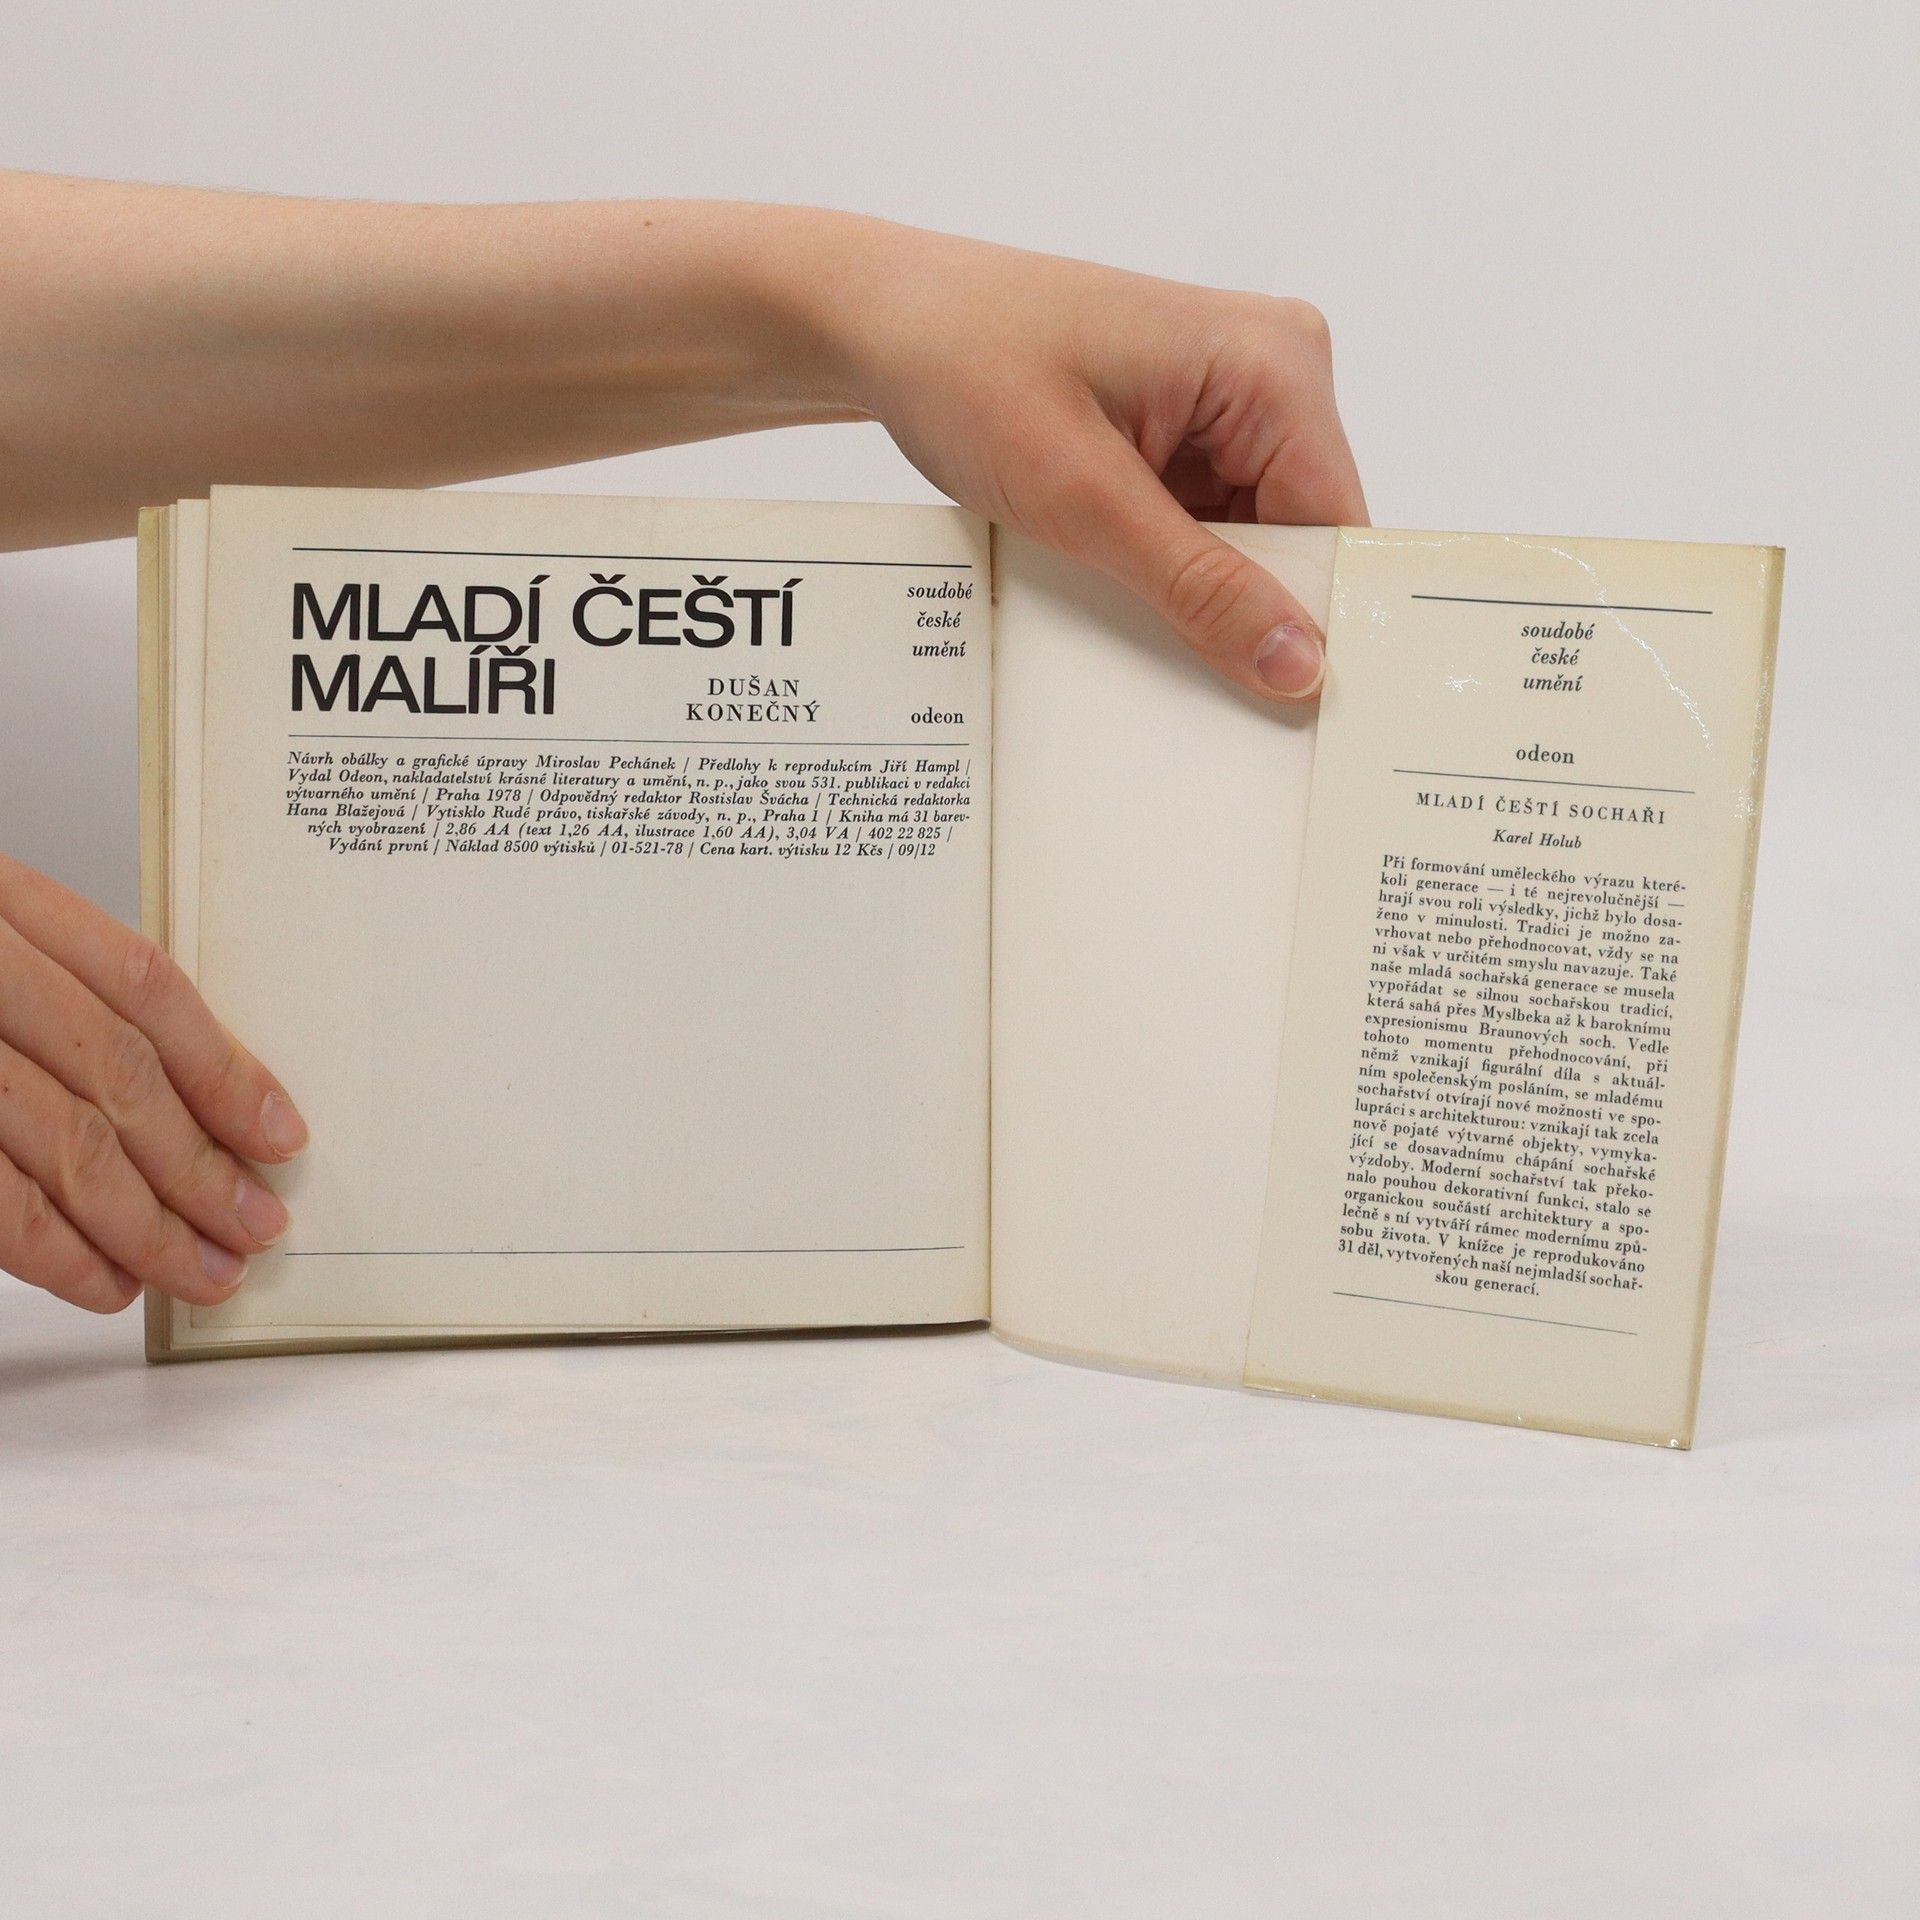 MLADÍ ČEŠTÍ
MALÍŘI
DUŠAN
KONEČNÝ
soudobé
české
umění
odeon
Návrh obálky a grafické úpravy Miroslav Pechánek / Předlohy k reprodukcím Jiří Hampl /
Vydal Odeon, nakladatelství krásné literatury a umění, n. p., jako svou 531. publikaci v redakci
výtvarného umění / Praha 1978 / Odpovědný redaktor Rostislav Švácha / Technická redaktorka
Hana Blažejová / Vytisklo Rudé právo, tiskařské závody, n. p., Praha 1 / Kniha má 31 barev-
ných vyobrazení / 2,86 AA (text 1,26 AA, ilustrace 1,60 AA), 3,04 VA / 402 22 825 /
Vydání první / Náklad 8500 výtisků / 01-521-78 / Cena kart. výtisku 12 Kčs / 09/12
soudobé
české
umění
odeon
MLADÍ ČEŠTÍ SOCHAŘI
Karel Holub
Při formování uměleckého výrazu které-
koli generace — i té nejrevolučnější —
hrají svou roli výsledky, jichž bylo dosa-
ženo v minulosti. Tradici je možno za-
vrhovat nebo přehodnocovat, vždy se na
ni však v určitém smyslu navazuje. Také
naše mladá sochařská generace se musela
vypořádat se silnou sochařskou tradicí,
která sahá přes Myslbeka až k baroknímu
expresionismu Braunových soch. Vedle
tohoto momentu přehodnocování, při
němž vznikají figurální díla s aktuál-
ním společenským posláním, se mladému
sochařství otvírají nové možnosti ve spo-
lupráci s architekturou: vznikají tak zcela
nově pojaté výtvarné objekty, vymyka-
jící se dosavadnímu chápání sochařské
výzdoby. Moderní sochařství tak překo-
nalo pouhou dekorativní funkci, stalo se
organickou součástí architektury a spo-
lečně s ní vytváří rámec modernímu způ-
sobu života. V knížce je reprodukováno
31 děl, vytvořených naší nejmladší sochař-
skou generací.